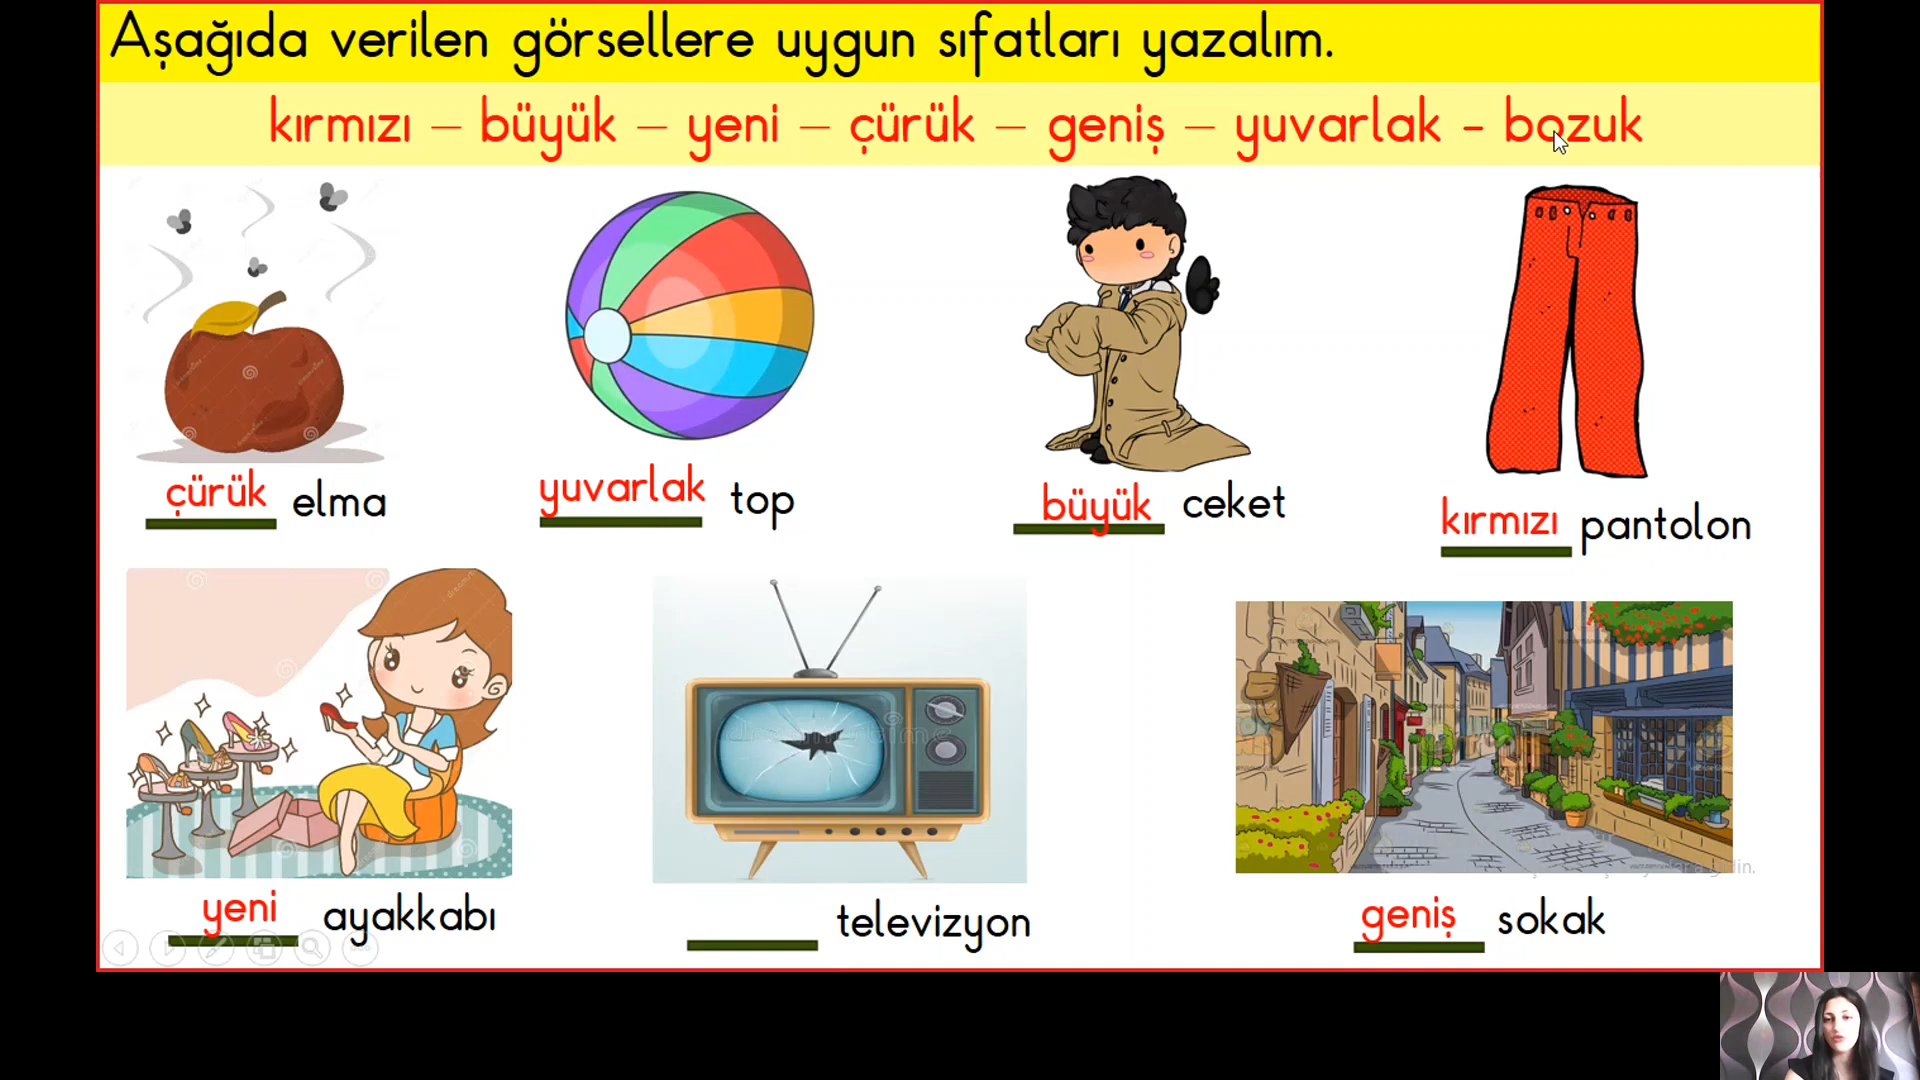 Aşağıda verilen görsellere uygun sıfatları yazalım.
kırmızı – büyük – yeni – çürük – geniş – yuvarlak - bozuk
çürük elma
yuvarlak top
büyük ceket
kırmızı pantolon
yeni ayakkabı
televizyon
geniş sokak